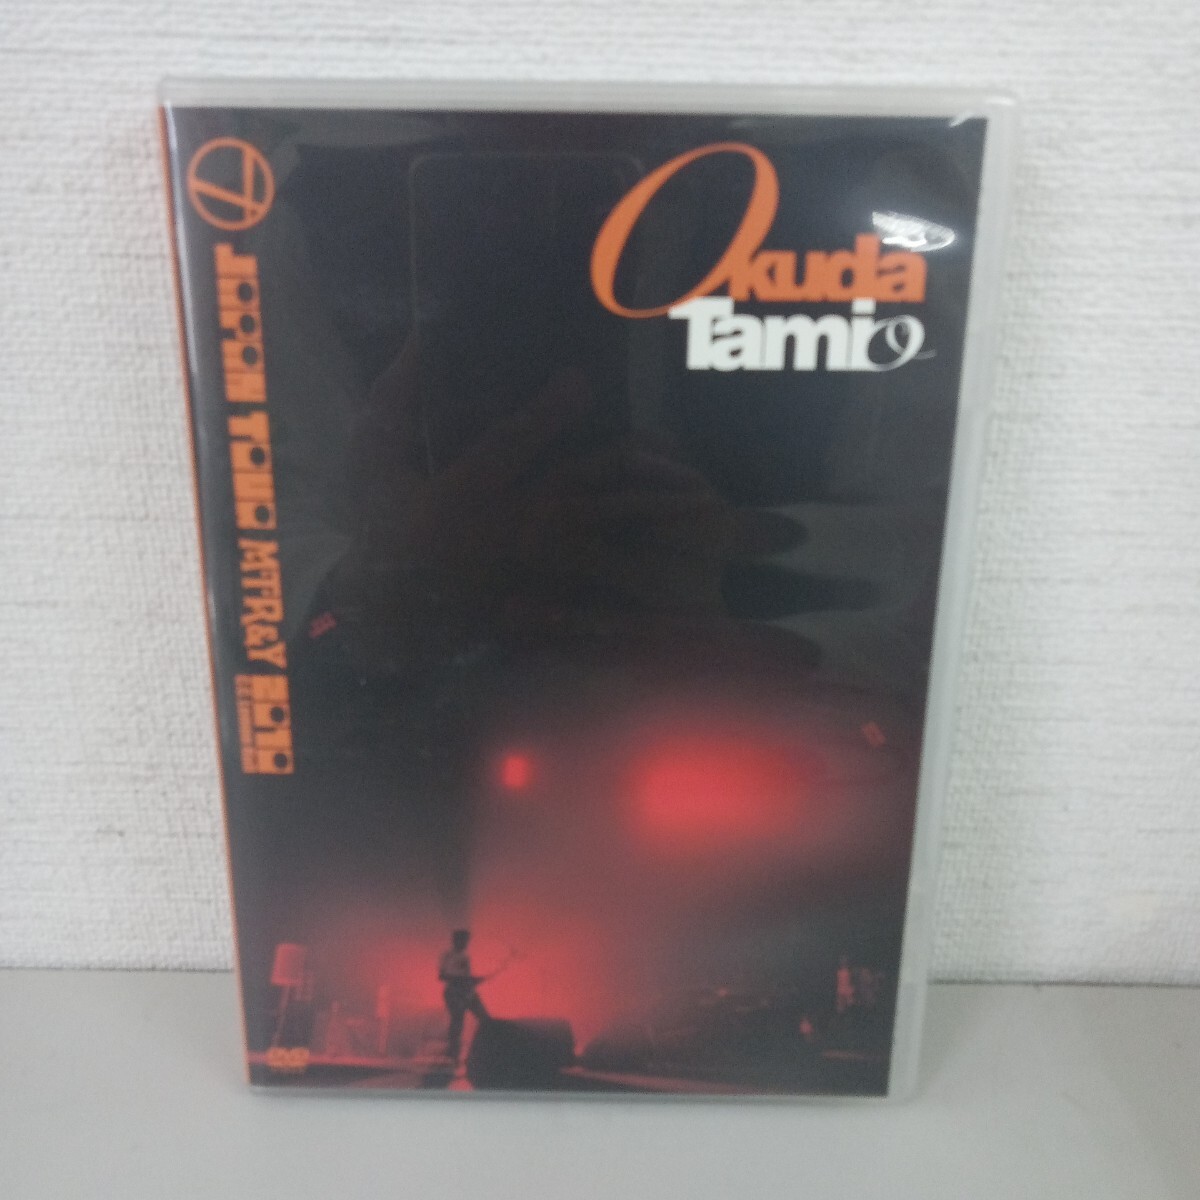 Okuda
Tamio
JAPAN TOUR MTR&Y 2010
DVD